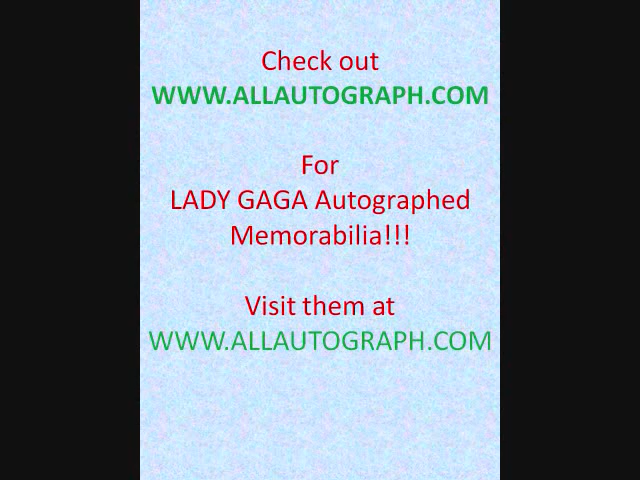 Check out
WWW.ALLAUTOGRAPH.COM
For
LADY GAGA Autographed
Memorabilia!!!
Visit them at
WWW.ALLAUTOGRAPH.COM